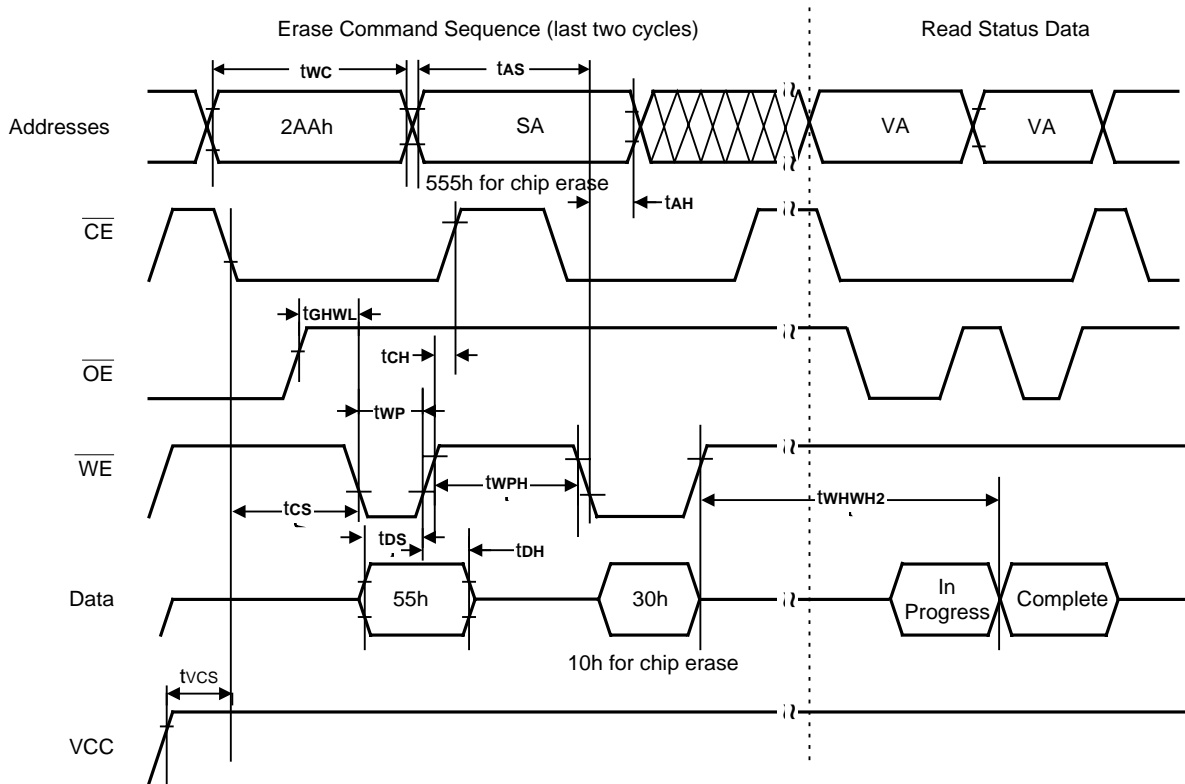 Erase Command Sequence (last two cycles)
Read Status Data
tWC
tAS
Addresses
2AAh
SA
VA
VA
555h for chip erase
tAH
CE
tGHWL
tCH
OE
tWP
WE
tWPH
tWHWH2
tCS
tDS
tDH
Data
55h
30h
In
Progress
Complete
10h for chip erase
tVCS
VCC